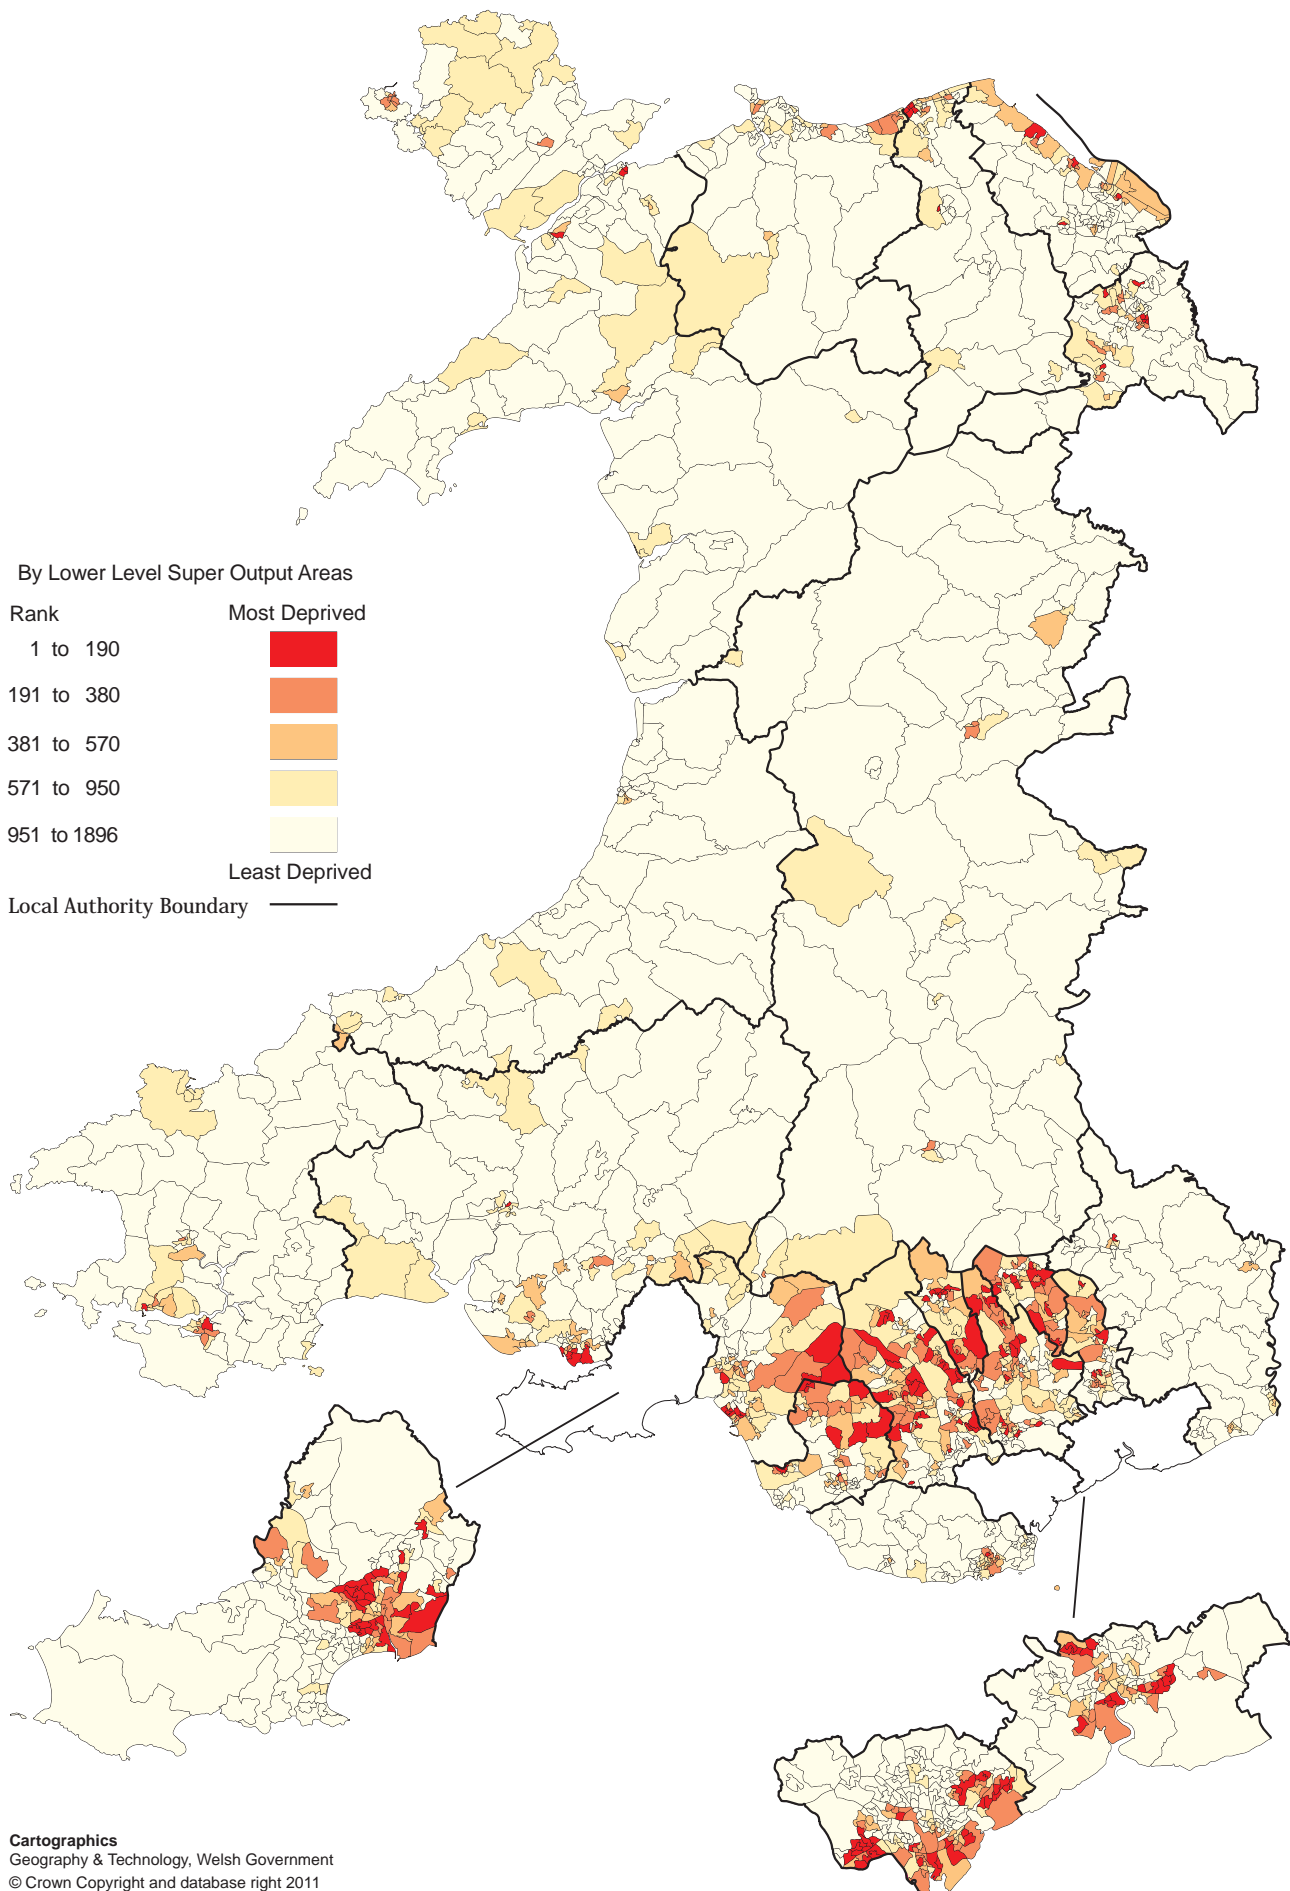 By Lower Level Super Output Areas
Rank Most Deprived
1 to 190
191 to 380
381 to 570
571 to 950
951 to 1896
Least Deprived
Local Authority Boundary
Cartographics
Geography & Technology, Welsh Government
© Crown Copyright and database right 2011